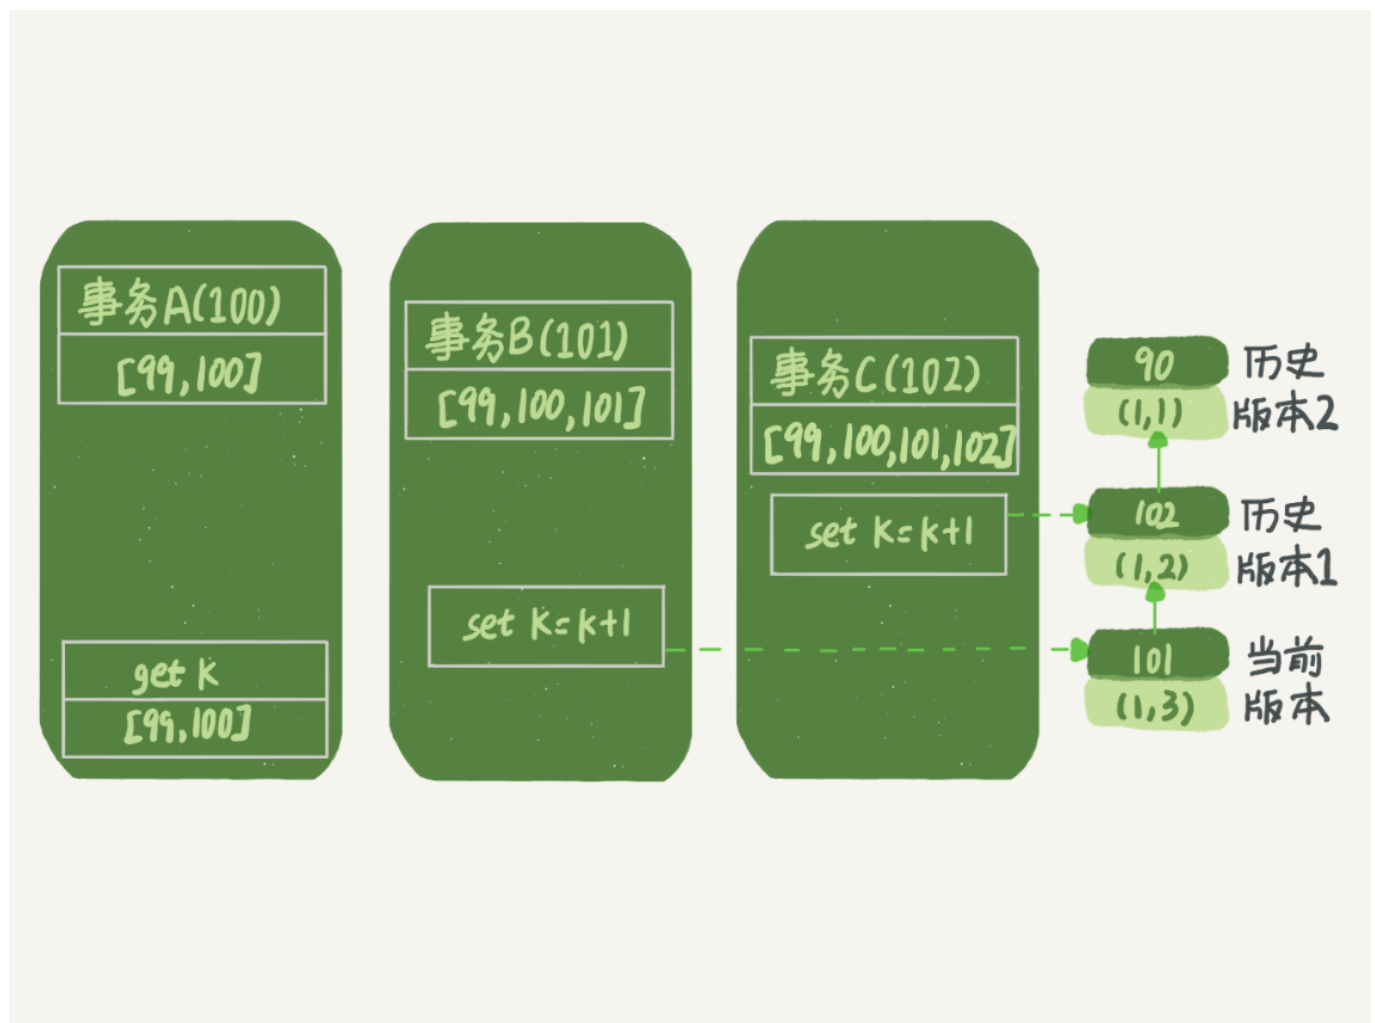 事务A(100)
[99,100]
get k
[99,100]
事务B(101)
[99,100,101]
set k=k+1
事务C(102)
[99,100,101,102]
set k=k+1
90
(1,1)
历史
版本2
102
(1,2)
历史
版本1
101
(1,3)
当前
版本